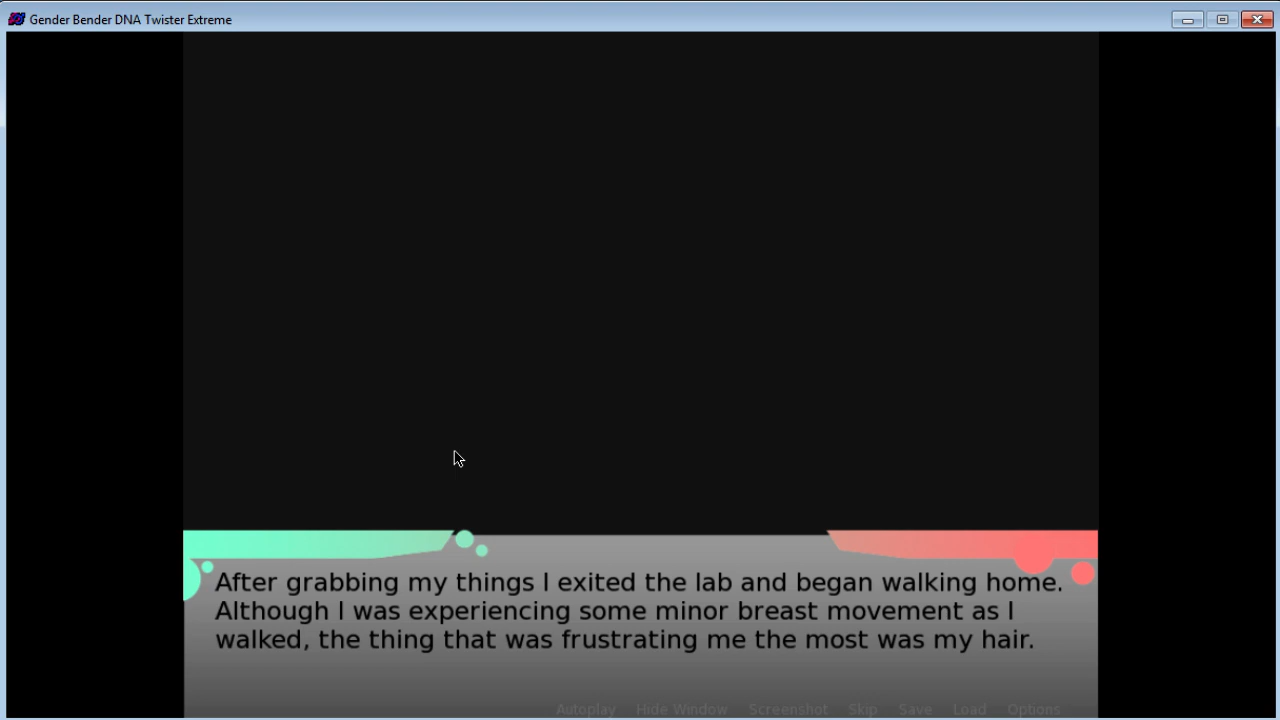 Gender Bender DNA Twister Extreme
After grabbing my things I exited the lab and began walking home.
Although I was experiencing some minor breast movement as I
walked, the thing that was frustrating me the most was my hair.
Autoplay Hide Window Screenshot Skip Save Load Options